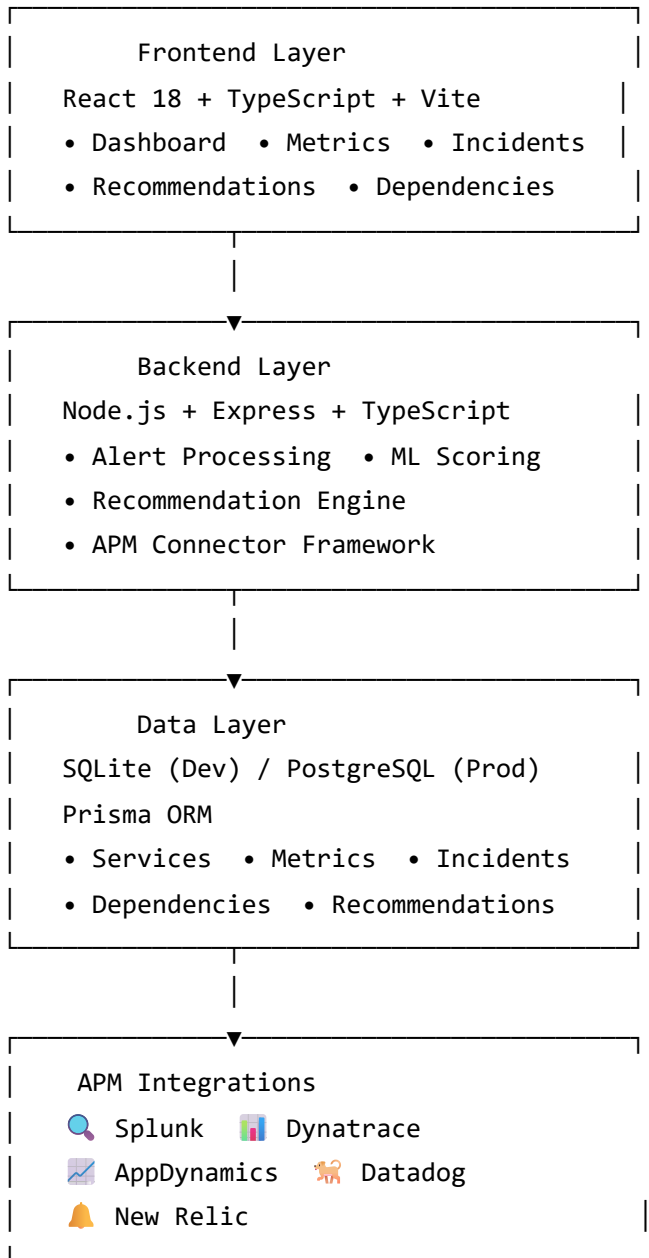 Frontend Layer
React 18 + TypeScript + Vite
• Dashboard • Metrics • Incidents
• Recommendations • Dependencies
Backend Layer
Node.js + Express + TypeScript
• Alert Processing • ML Scoring
• Recommendation Engine
• APM Connector Framework
Data Layer
SQLite (Dev) / PostgreSQL (Prod)
Prisma ORM
• Services • Metrics • Incidents
• Dependencies • Recommendations
APM Integrations
🔍 Splunk 📊 Dynatrace
📈 AppDynamics 🐕 Datadog
🔔 New Relic